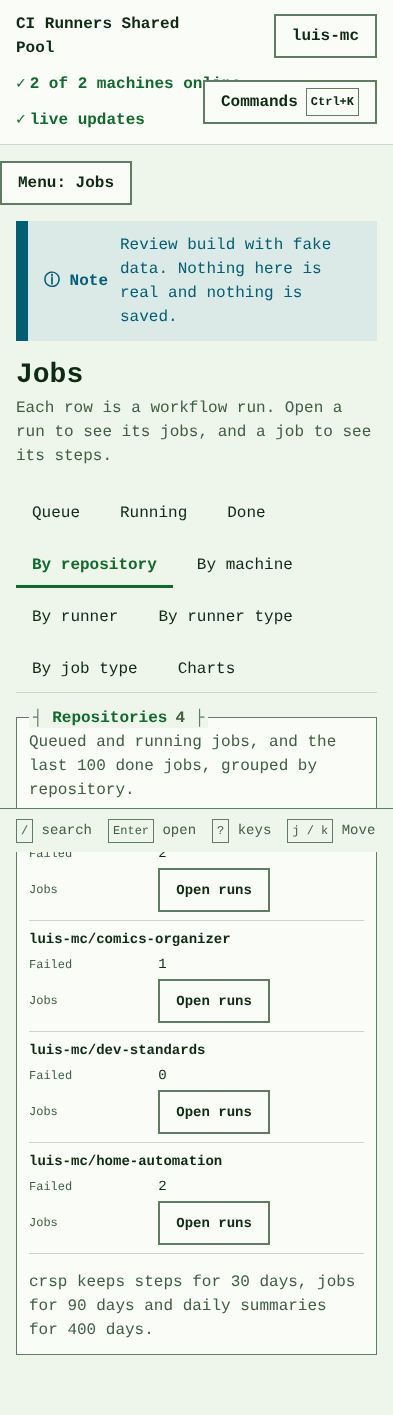 CI Runners Shared
Pool
luis-mc
✓ 2 of 2 machines
✓ live updates
Commands Ctrl+K
Menu: Jobs
ⓘ Note
Review build with fake
data. Nothing here is
real and nothing is
saved.
Jobs
Each row is a workflow run. Open a
run to see its jobs, and a job to see
its steps.
Queue Running Done
By repository By machine
By runner By runner type
By job type Charts
Repositories 4
Queued and running jobs, and the
last 100 done jobs, grouped by
repository.
/ search Enter open ? keys j / k Move
Failed 2
Jobs Open runs
luis-mc/comics-organizer
Failed 1
Jobs Open runs
luis-mc/dev-standards
Failed 0
Jobs Open runs
luis-mc/home-automation
Failed 2
Jobs Open runs
crsp keeps steps for 30 days, jobs
for 90 days and daily summaries
for 400 days.